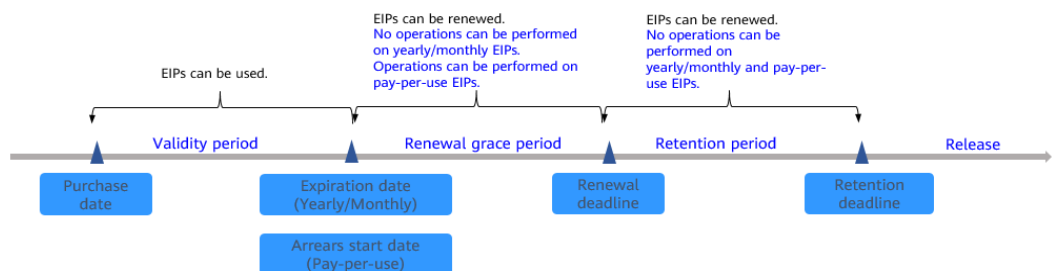 EIPs can be used.
EIPs can be renewed.
No operations can be performed
on yearly/monthly EIPs.
Operations can be performed on
pay-per-use EIPs.
EIPs can be renewed.
No operations can be
performed on
yearly/monthly and pay-per-
use EIPs.
Validity period
Renewal grace period
Retention period
Release
Purchase
date
Expiration date
(Yearly/Monthly)
Renewal
deadline
Retention
deadline
Arrears start date
(Pay-per-use)